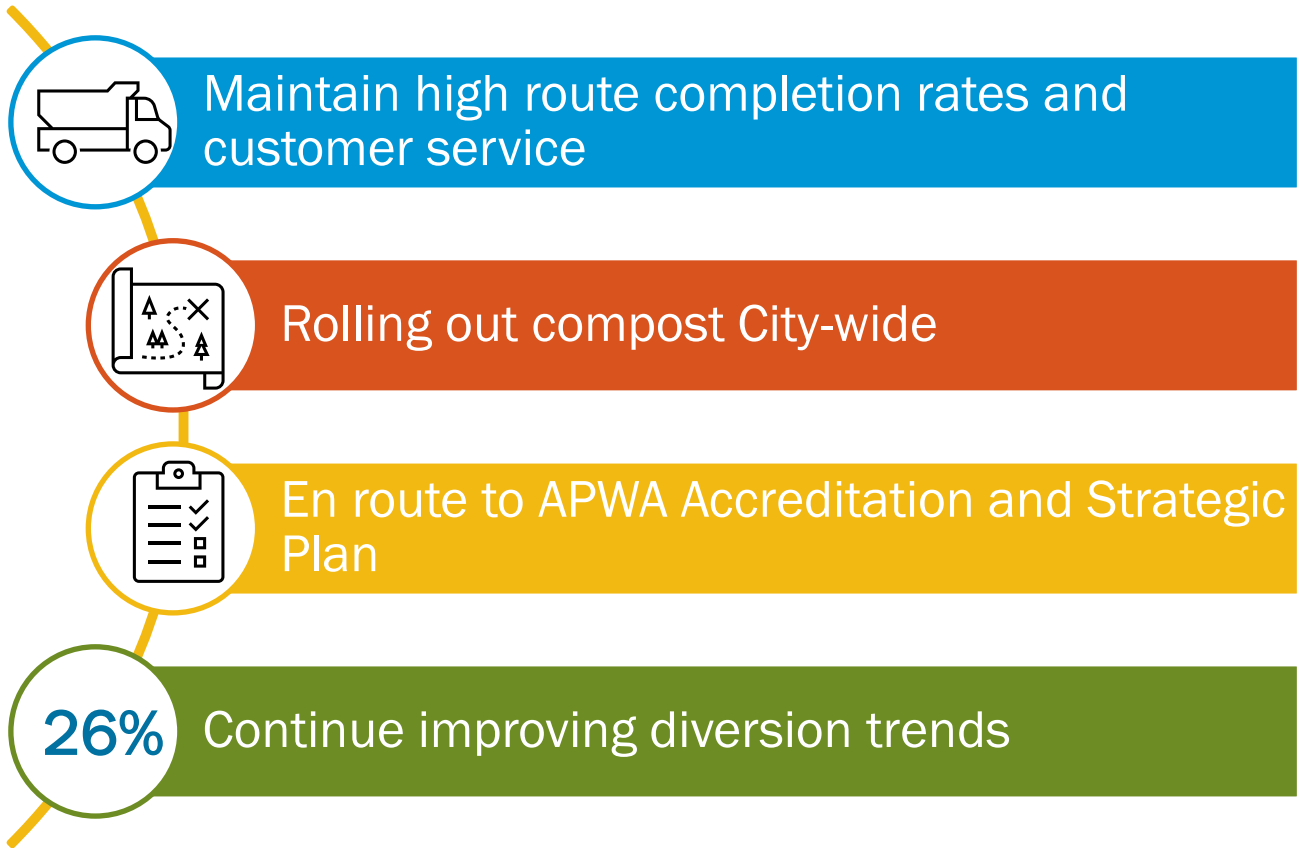 Maintain high route completion rates and
customer service
Rolling out compost City-wide
En route to APWA Accreditation and Strategic
Plan
26%
Continue improving diversion trends